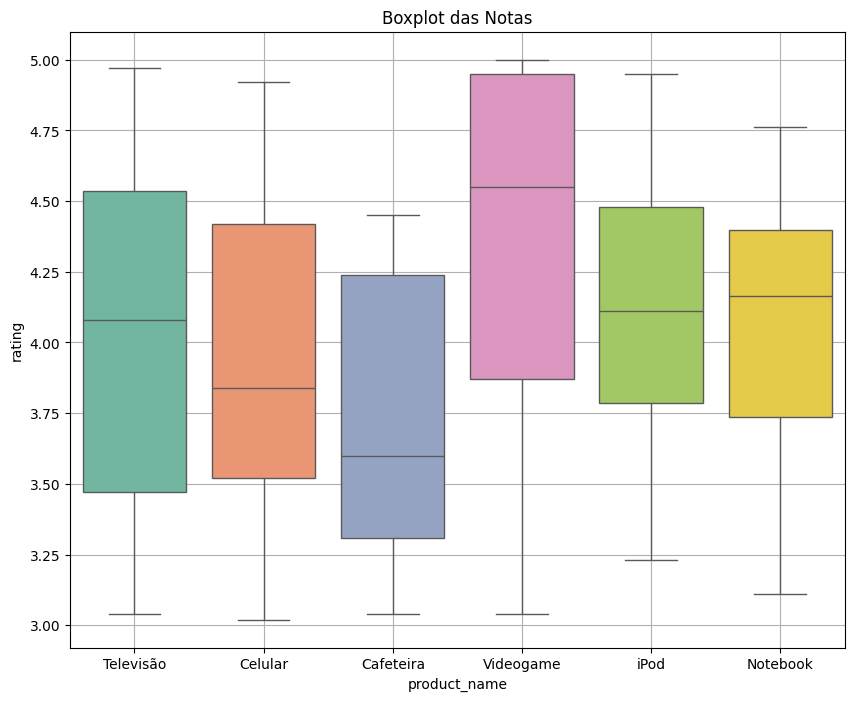 Boxplot das Notas
rating
5.00
4.75
4.50
4.25
4.00
3.75
3.50
3.25
3.00
Televisão Celular Cafeteira Videogame iPod Notebook
product_name